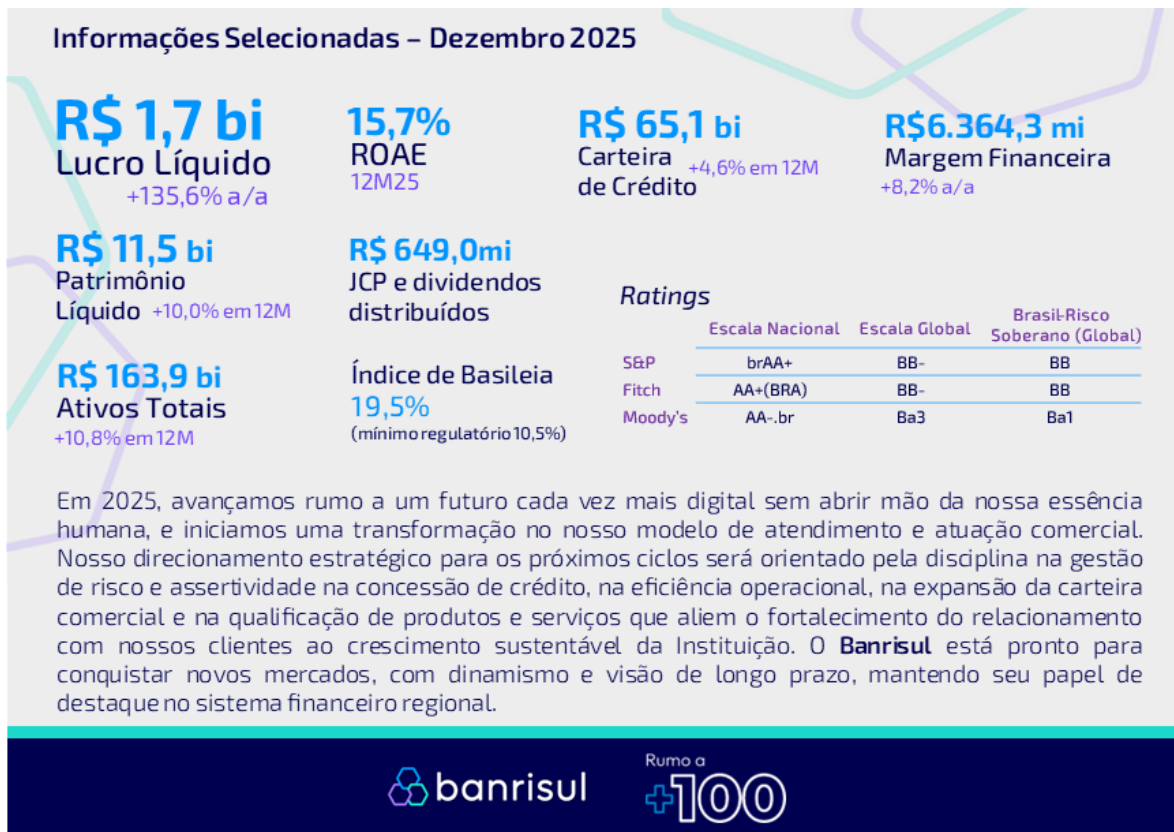 Informações Selecionadas – Dezembro 2025
R$ 1,7 bi
Lucro Líquido
+135,6% a/a
15,7%
ROAE
12M25
R$ 65,1 bi
Carteira
de Crédito +4,6% em 12M
R$6.364,3 mi
Margem Financeira
+8,2% a/a
R$ 11,5 bi
Patrimônio
Líquido +10,0% em 12M
R$ 649,0mi
JCP e dividendos
distribuídos
R$ 163,9 bi
Ativos Totais
+10,8% em 12M
Índice de Basileia
19,5%
(mínimo regulatório 10,5%)
Ratings
Escala Nacional Escala Global Brasil-Risco
Soberano (Global)
S&P brAA+ BB- BB
Fitch AA+(BRA) BB- BB
Moody's AA-.br Ba3 Ba1
Em 2025, avançamos rumo a um futuro cada vez mais digital sem abrir mão da nossa essência
humana, e iniciamos uma transformação no nosso modelo de atendimento e atuação comercial.
Nosso direcionamento estratégico para os próximos ciclos será orientado pela disciplina na gestão
de risco e assertividade na concessão de crédito, na eficiência operacional, na expansão da carteira
comercial e na qualificação de produtos e serviços que aliem o fortalecimento do relacionamento
com nossos clientes ao crescimento sustentável da Instituição. O Banrisul está pronto para
conquistar novos mercados, com dinamismo e visão de longo prazo, mantendo seu papel de
destaque no sistema financeiro regional.
banrisul
Rumo a
+100